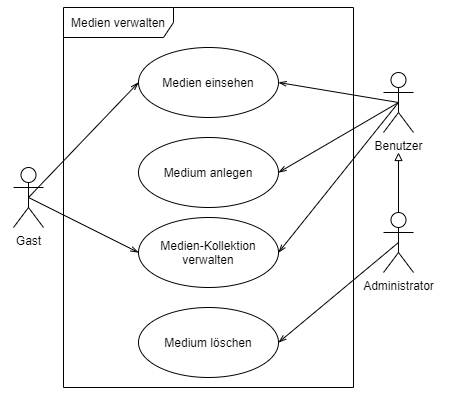 Medien verwalten
Medien einsehen
Benutzer
Medium anlegen
Gast
Medien-Kollektion
verwalten
Administrator
Medium löschen